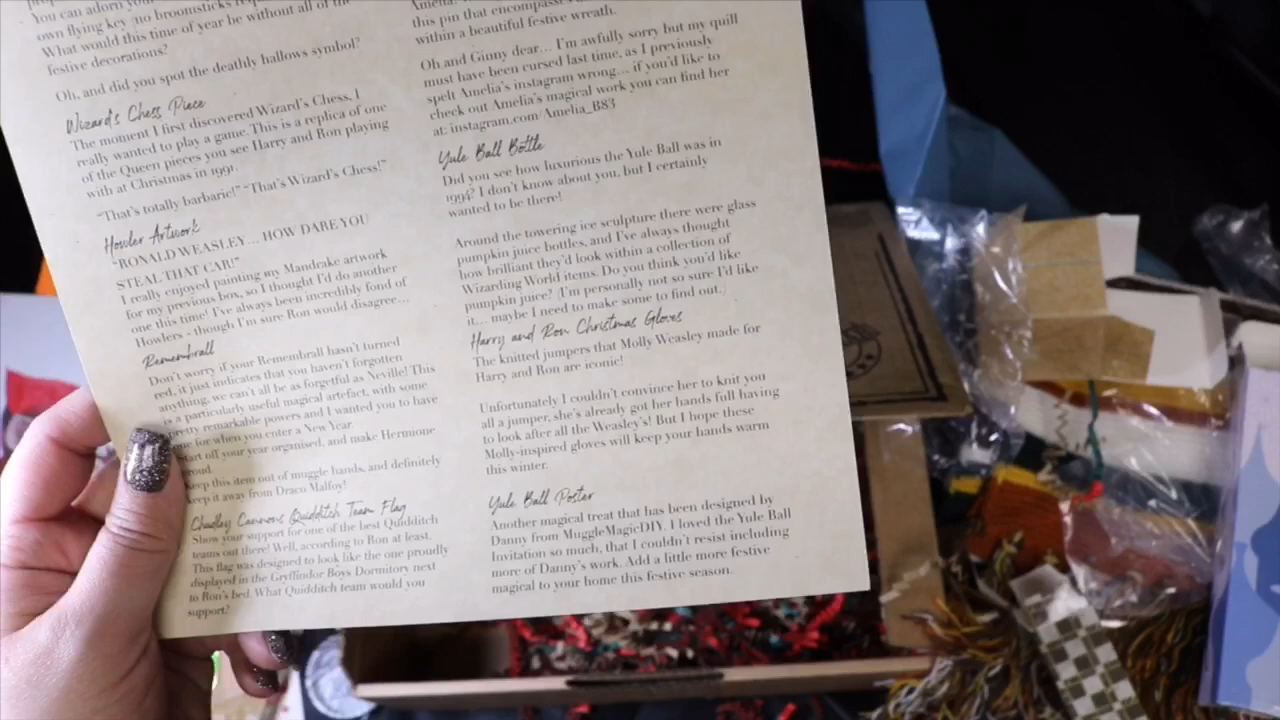 You can adorn your
own flying key (no broomsticks
What would this time of year be without all of the
festive decorations?
Oh, and did you spot the deathly hallows symbol?
Wizard's Chess Piece
The moment I first discovered Wizard's Chess, I
really wanted to play a game. This is a replica of one
of the Queen pieces you see Harry and Ron playing
with at Christmas in 1991.
"That's totally barbaric!" "That's Wizard's Chess!"
Howler Artwork
"RONALD WEASLEY... HOW DARE YOU
STEAL THAT CAR!"
I really enjoyed painting my Mandrake artwork
for my previous box, so I thought I'd do another
one this time! I've always been incredibly fond of
Howlers - though I'm sure Ron would disagree...
Remembrall
Don't worry if your Remembrall hasn't turned
red, it just indicates that you haven't forgotten
anything, we can't all be as forgetful as Neville! This
is a particularly useful magical artefact, with some
pretty remarkable powers and I wanted you to have
one for when you enter a New Year.
start off your year organised, and make Hermione
proud.
keep this item out of muggle hands, and definitely
keep it away from Draco Malfoy!
Chudley Cannons Quidditch Team Flag
Show your support for one of the best Quidditch
teams out there! Well, according to Ron at least.
This flag was designed to look like the one proudly
displayed in the Gryffindor Boys Dormitory next
to Ron's bed. What Quidditch team would you
support?
Amelia.
this pin that
within a beautiful festive wreath.
Oh and Ginny dear... I'm awfully sorry but my quill
must have been cursed last time, as I previously
spelt Amelia's instagram wrong... if you'd like to
check out Amelia's magical work you can find her
at: instagram.com/Amelia_B83
Yule Ball Bottle
Did you see how luxurious the Yule Ball was in
1994? I don't know about you, but I certainly
wanted to be there!
Around the towering ice sculpture there were glass
pumpkin juice bottles, and I've always thought
how brilliant they'd look within a collection of
Wizarding World items. Do you think you'd like
pumpkin juice? (I'm personally not so sure I'd like
it... maybe I need to make some to find out.)
Harry and Ron Christmas Gloves
The knitted jumpers that Molly Weasley made for
Harry and Ron are iconic!
Unfortunately I couldn't convince her to knit you
all a jumper, she's already got her hands full having
to look after all the Weasley's! But I hope these
Molly-inspired gloves will keep your hands warm
this winter.
Yule Ball Poster
Another magical treat that has been designed by
Danny from MuggleMagicDIY. I loved the Yule Ball
Invitation so much, that I couldn't resist including
more of Danny's work. Add a little more festive
magical to your home this festive season.